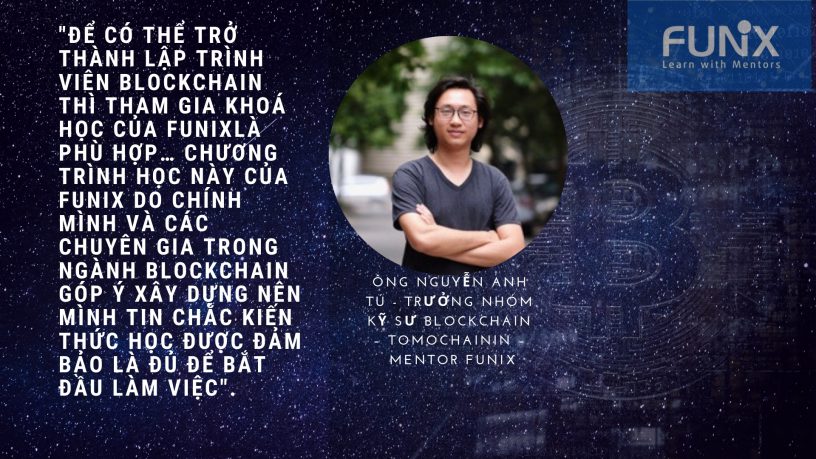 "ĐỂ CÓ THỂ TRỞ
THÀNH LẬP TRÌNH
VIÊN BLOCKCHAIN
THÌ THAM GIA KHOÁ
HỌC CỦA FUNIXLÀ
PHÙ HỢP… CHƯƠNG
TRÌNH HỌC NÀY CỦA
FUNIX DO CHÍNH
MÌNH VÀ CÁC
CHUYÊN GIA TRONG
NGÀNH BLOCKCHAIN
GÓP Ý XÂY DỰNG NÊN
MÌNH TIN CHẮC KIẾN
THỨC HỌC ĐƯỢC ĐẢM
BẢO LÀ ĐỦ ĐỂ BẮT
ĐẦU LÀM VIỆC".
FUNiX
Learn with Mentors
ÔNG NGUYỄN ANH
TÚ - TRƯỞNG NHÓM
KỸ SƯ BLOCKCHAIN
– TOMOCHAININ –
MENTOR FUNIX